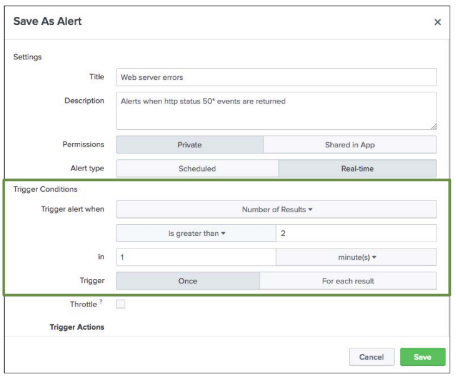 Save As Alert ×
Settings
Title Web server errors
Description Alerts when http status 50* events are returned
Permissions Private Shared in App
Alert type Scheduled Real-time
Trigger Conditions
Trigger alert when Number of Results ▾
is greater than ▾ 2
in 1 minute(s) ▾
Trigger Once For each result
Throttle ?
Trigger Actions
Cancel Save